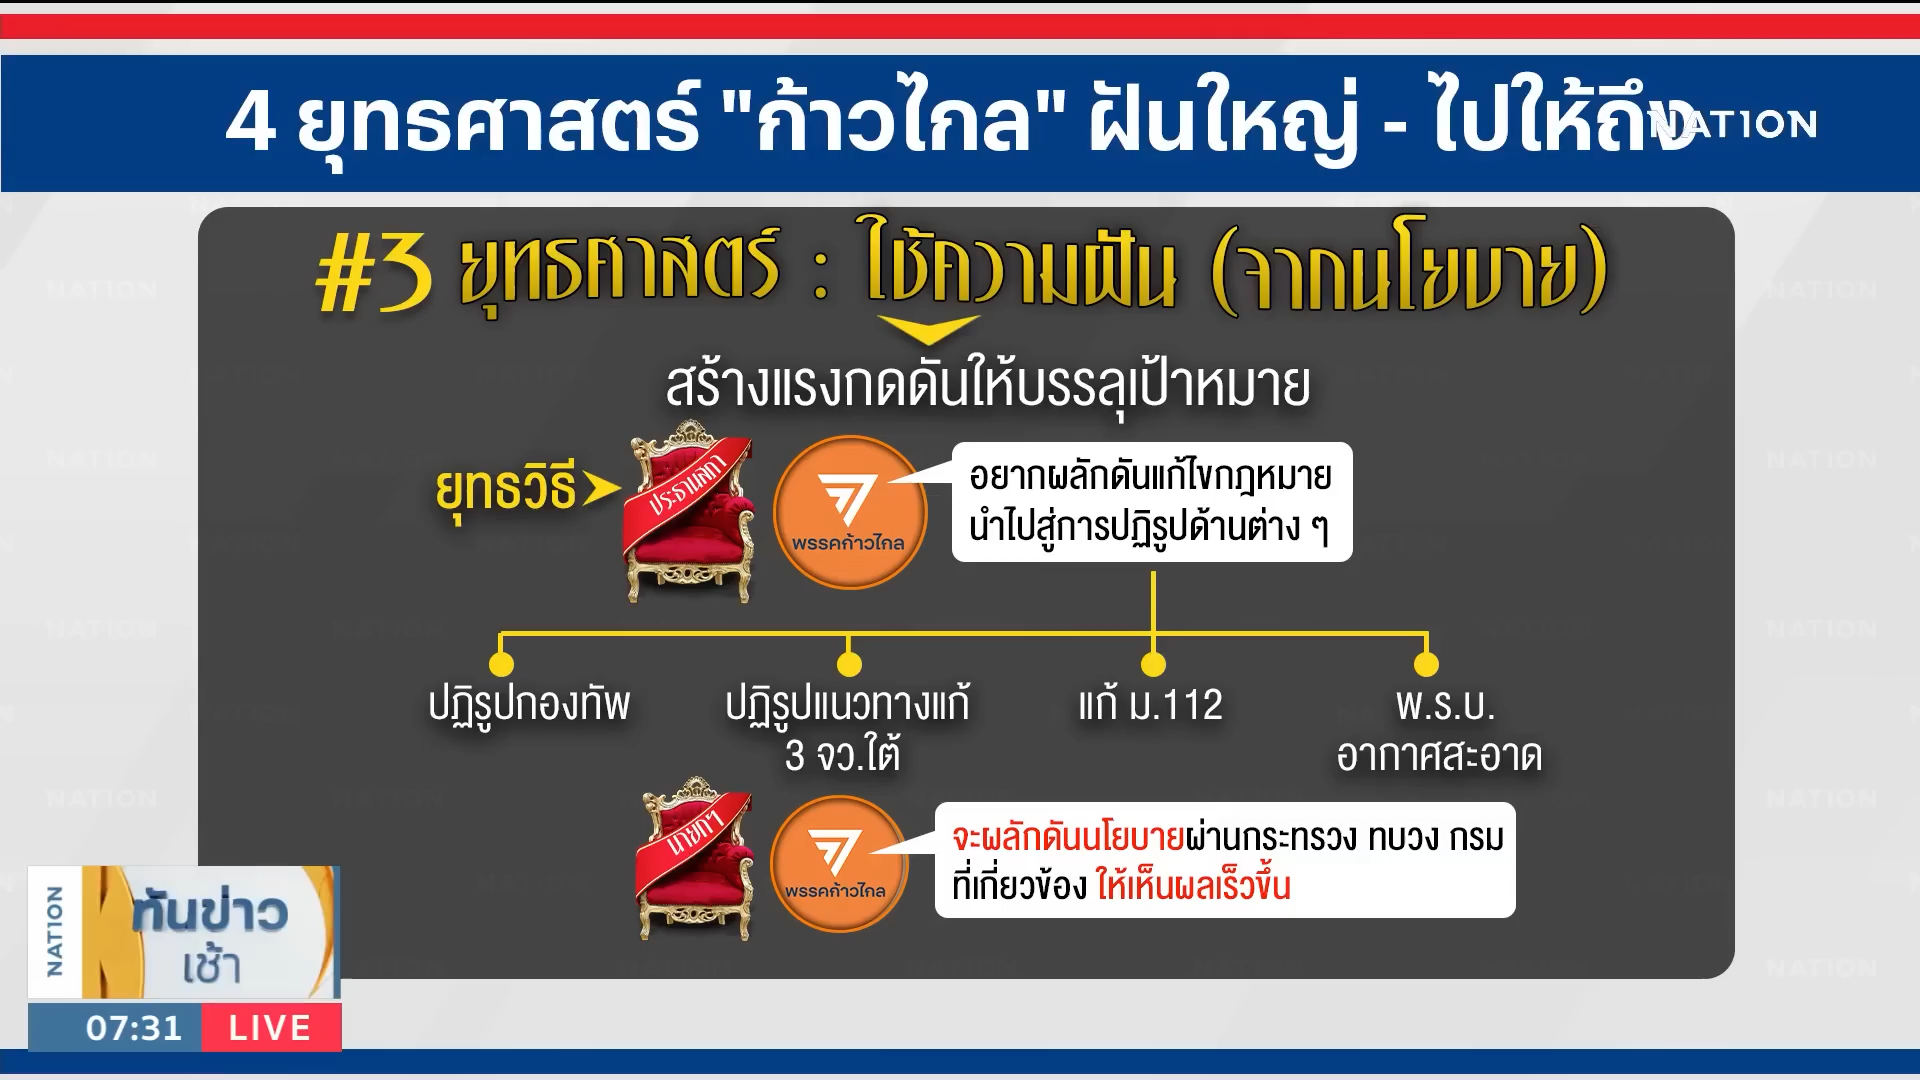 4 ยุทธศาสตร์ "ก้าวไกล" ฝันใหญ่ - ไปให้ถึง
NATION
#3 ยุทธศาสตร์ : ใช้ความฝัน (จากนโยบาย)
สร้างแรงกดดันให้บรรลุเป้าหมาย
ยุทธวิธี
ประธานสภา
พรรคก้าวไกล
อยากผลักดันแก้ไขกฎหมาย
นำไปสู่การปฏิรูปด้านต่าง ๆ
ปฏิรูปกองทัพ
ปฏิรูปแนวทางแก้
3 จว.ใต้
แก้ ม.112
พ.ร.บ.
อากาศสะอาด
นายกฯ
พรรคก้าวไกล
จะผลักดันนโยบายผ่านกระทรวง ทบวง กรม
ที่เกี่ยวข้อง ให้เห็นผลเร็วขึ้น
NATION
ทันข่าว
เช้า
07:31 LIVE